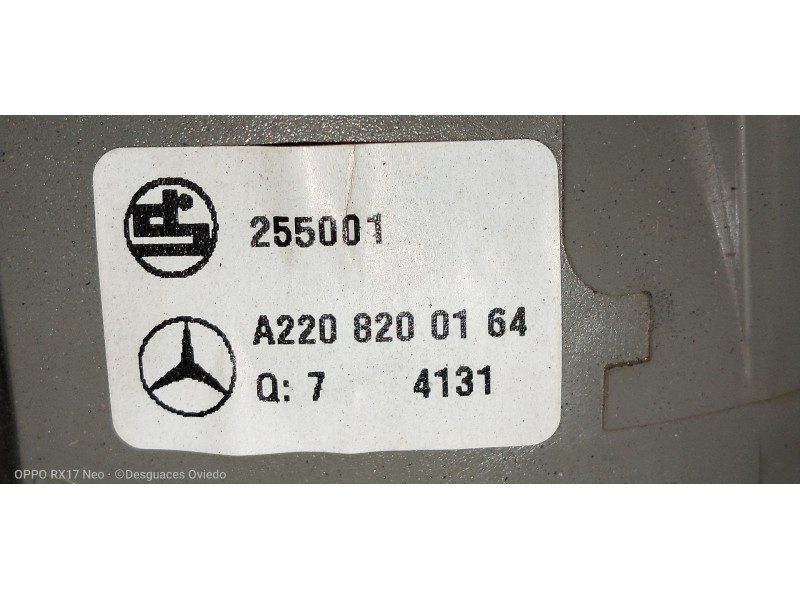 255001
A220 820 01 64
Q: 7 4131
OPPO RX17 Neo · ©Desguaces Oviedo